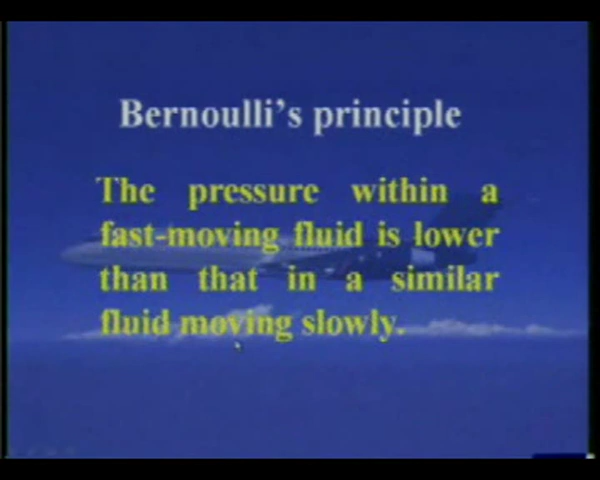 Bernoulli's principle
The pressure within a
fast-moving fluid is lower
than that in a similar
fluid moving slowly.